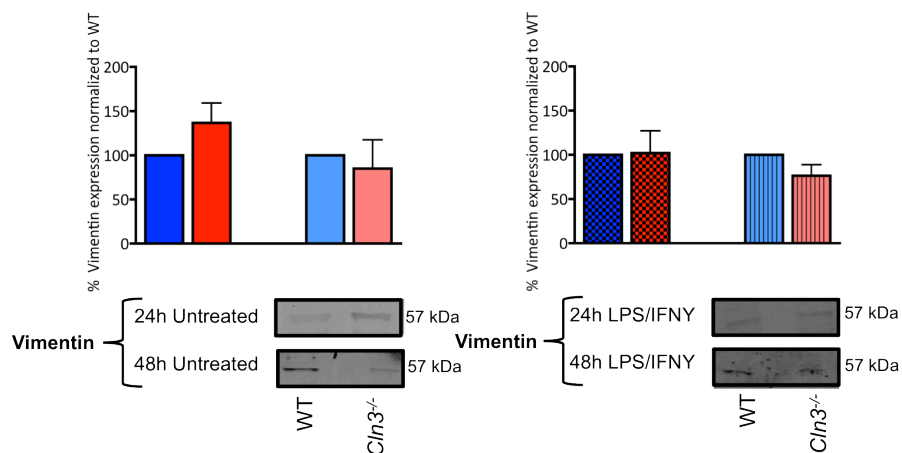 % Vimentin expression normalized to WT
200
150
100
50
0
% Vimentin expression normalized to WT
200
150
100
50
0
Vimentin
24h Untreated
57 kDa
48h Untreated
57 kDa
WT
Cln3-/-
Vimentin
24h LPS/IFNY
57 kDa
48h LPS/IFNY
57 kDa
WT
Cln3-/-